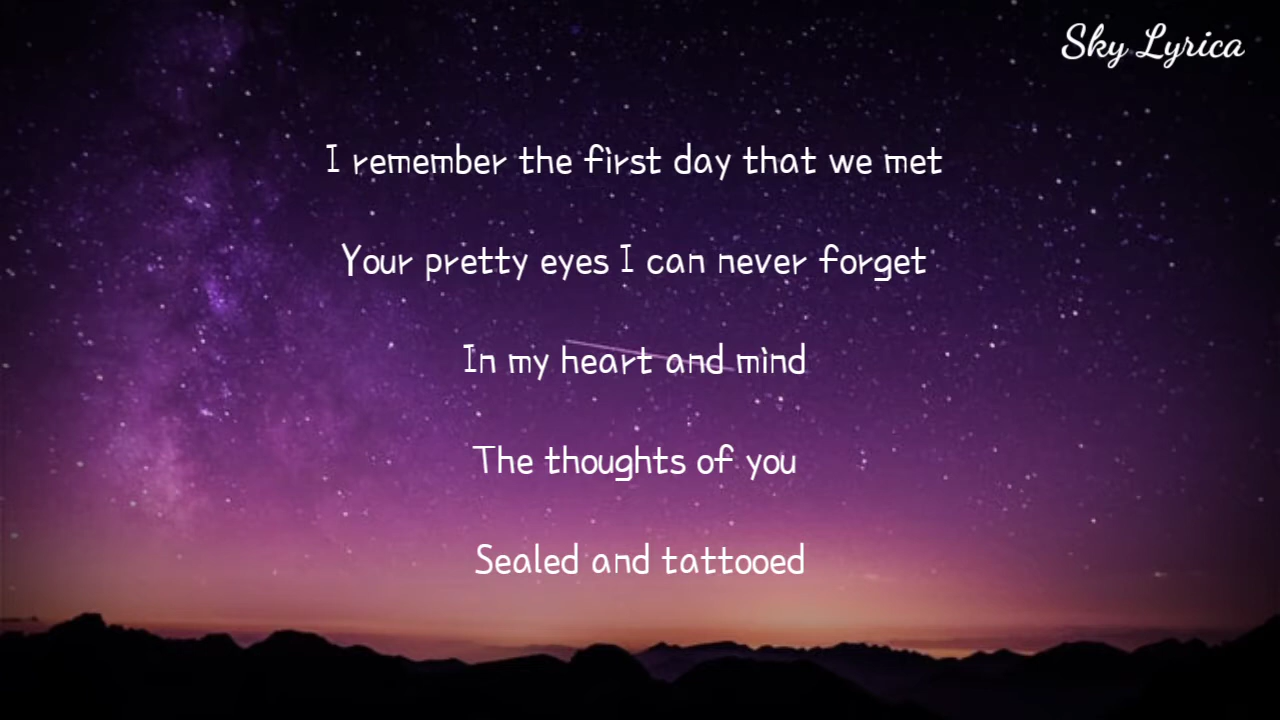 Sky Lyrica
I remember the first day that we met
Your pretty eyes I can never forget
In my heart and mind
The thoughts of you
Sealed and tattooed